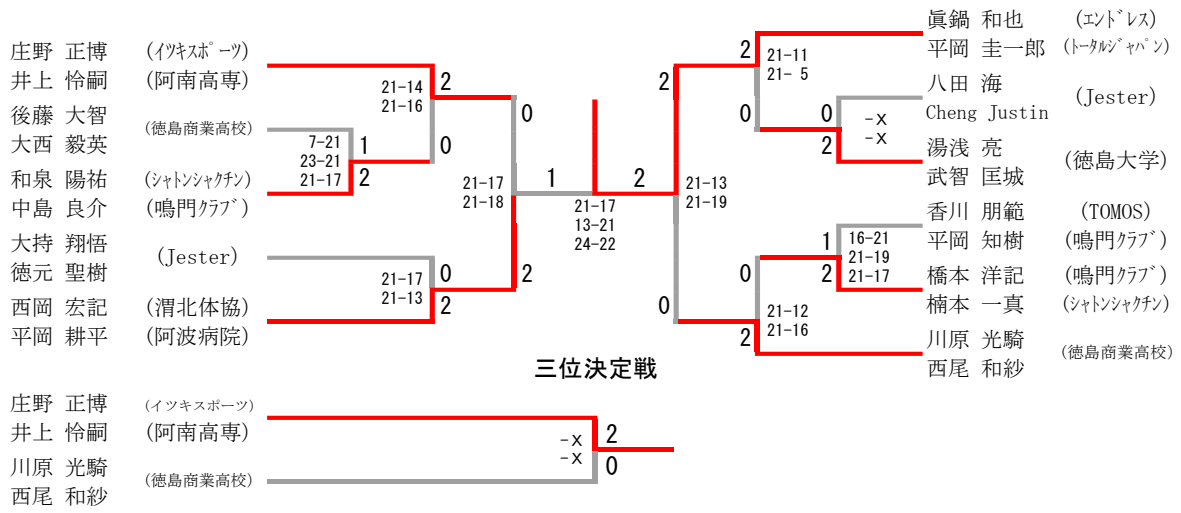 庄野 正博 (イツキスポーツ)
井上 怜嗣 (阿南高専)
後藤 大智
大西 毅英
(徳島商業高校)
和泉 陽祐 (シャトンシャクチン)
中島 良介 (鳴門クラブ)
大持 翔悟
徳元 聖樹
(Jester)
西岡 宏記 (渭北体協)
平岡 耕平 (阿波病院)
21-14
21-16
2
0
7-21
23-21
21-17
1
2
21-17
21-13
0
2
21-17
21-18
0
2
1
2
21-17
13-21
24-22
眞鍋 和也 (エンドレス)
平岡 圭一郎 (トータルジャパン)
八田 海
Cheng Justin
(Jester)
湯浅 亮
武智 匡城
(徳島大学)
香川 朋範 (TOMOS)
平岡 知樹 (鳴門クラブ)
橋本 洋記 (鳴門クラブ)
楠本 一真 (シャトンシャクチン)
川原 光騎
西尾 和紗
(徳島商業高校)
2
0
21-11
21- 5
0
2
-X
-X
2
0
21-13
21-19
1
2
16-21
21-19
21-17
0
2
21-12
21-16
三位決定戦
庄野 正博 (イツキスポーツ)
井上 怜嗣 (阿南高専)
川原 光騎
西尾 和紗
(徳島商業高校)
-X
-X
2
0